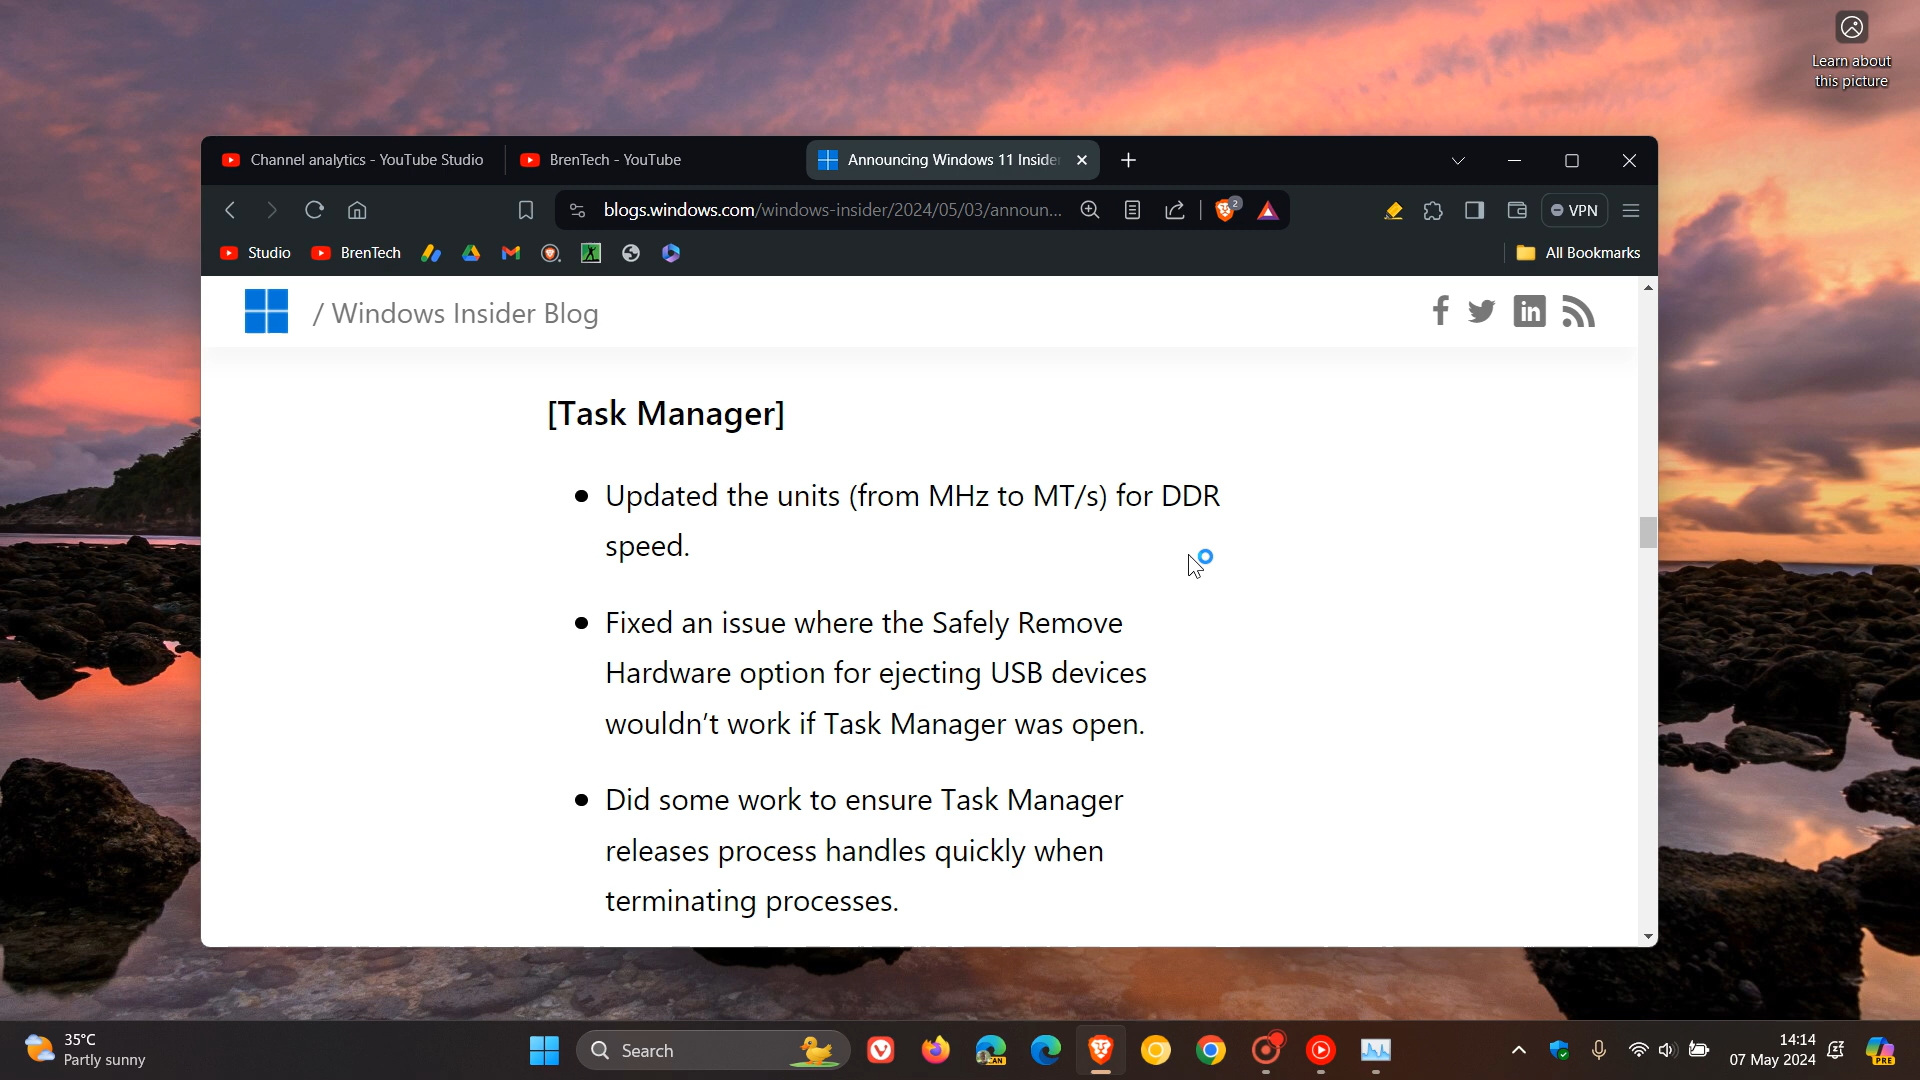 Learn about
this picture
Channel analytics - YouTube Studio
BrenTech - YouTube
Announcing Windows 11 Inside
blogs.windows.com/windows-insider/2024/05/03/announ...
2
VPN
Studio
BrenTech
All Bookmarks
/ Windows Insider Blog
[Task Manager]
• Updated the units (from MHz to MT/s) for DDR
speed.
• Fixed an issue where the Safely Remove
Hardware option for ejecting USB devices
wouldn’t work if Task Manager was open.
• Did some work to ensure Task Manager
releases process handles quickly when
terminating processes.
35°C
Partly sunny
Search
CAN
14:14
07 May 2024
PRE